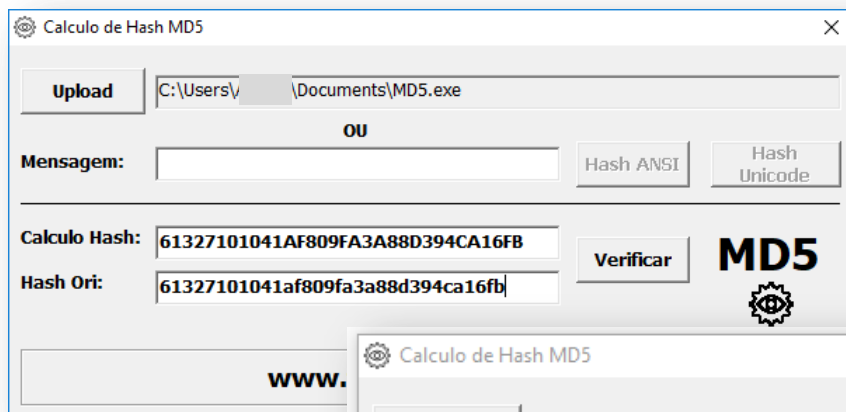 Calculo de Hash MD5
Upload C:\Users\ \Documents\MD5.exe
OU
Mensagem: Hash ANSI Hash Unicode
Calculo Hash: 61327101041AF809FA3A88D394CA16FB Verificar MD5
Hash Ori: 61327101041af809fa3a88d394ca16fb
www.
Calculo de Hash MD5